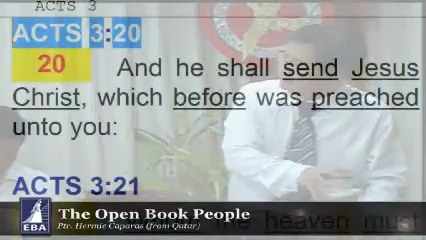 ACTS 3
ACTS 3:20
20 And he shall send Jesus
Christ, which before was preached
unto you:
ACTS 3:21
the heaven must
EBA
The Open Book People
Ptr. Hermie Caparas (from Qatar)